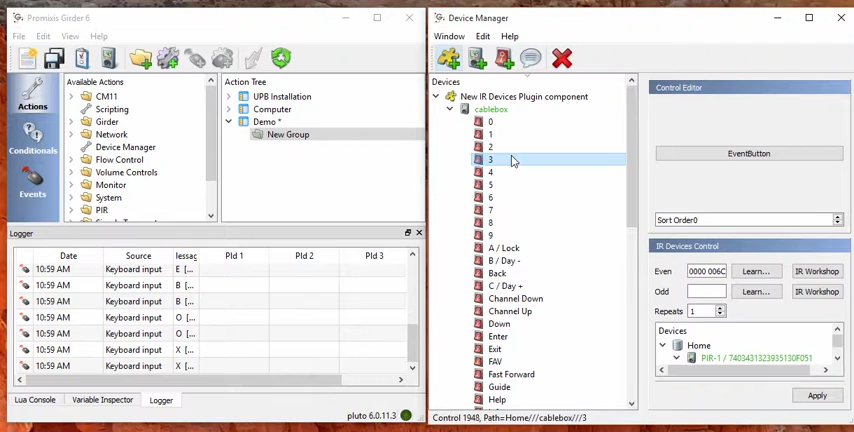 Promixis Girder 6
File Edit View Help
Available Actions
CM11
Scripting
Girder
Network
Device Manager
Flow Control
Volume Controls
Monitor
System
PIR
Actions
Conditionals
Events
Action Tree
UPB Installation
Computer
Demo *
New Group
Logger
Date Source Pld 1 Pld 2 Pld 3
10:59 AM Keyboard input E [...
10:59 AM Keyboard input B [...
10:59 AM Keyboard input B [...
10:59 AM Keyboard input O [...
10:59 AM Keyboard input O [...
10:59 AM Keyboard input X [...
10:59 AM Keyboard input X [...
Lua Console Variable Inspector Logger
pluto 6.0.11.3
Device Manager
Window Edit Help
Devices
New IR Devices Plugin component
cablebox
0
1
2
3
4
5
6
7
8
9
A / Lock
B / Day -
Back
C / Day +
Channel Down
Channel Up
Down
Enter
Exit
FAV
Fast Forward
Guide
Help
Control 1948, Path=Home///cablebox///3
Control Editor
EventButton
Sort Order0
IR Devices Control
Even 0000 006C Learn... IR Workshop
Odd Learn... IR Workshop
Repeats 1
Devices
Home
PIR-1 / 7403431323935130F051
Apply